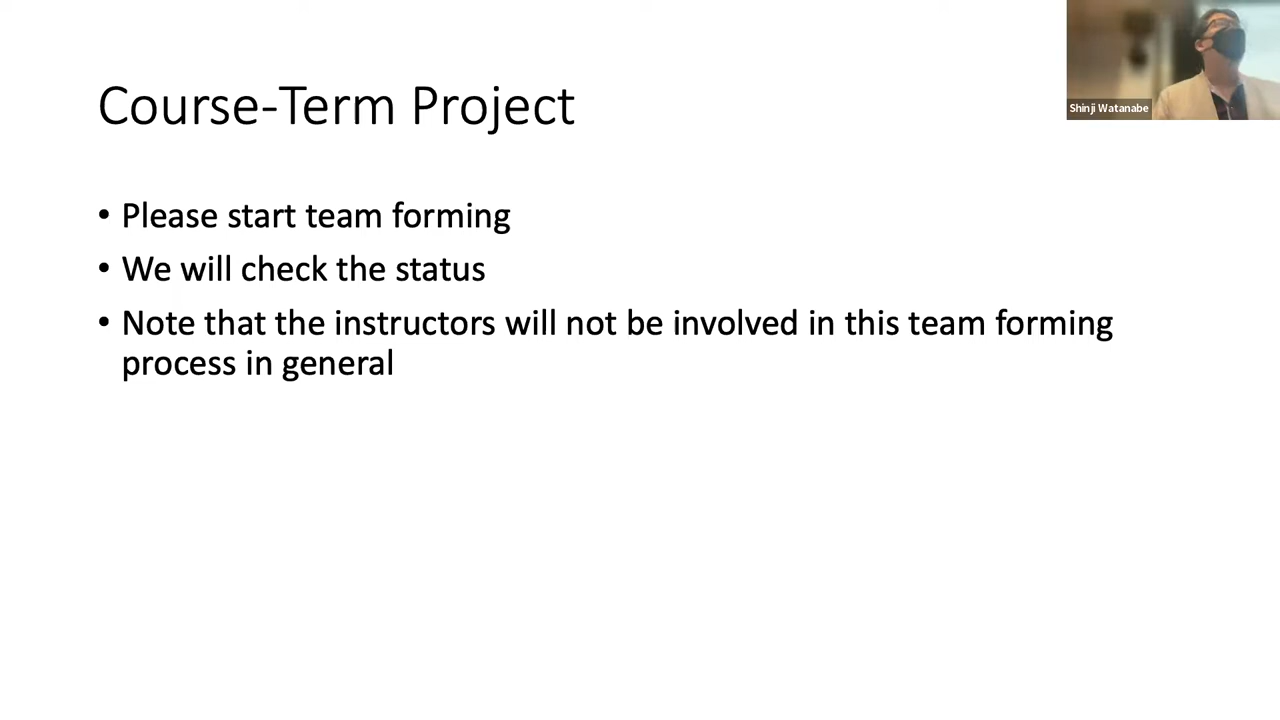 Shinji Watanabe
Course-Term Project
• Please start team forming
• We will check the status
• Note that the instructors will not be involved in this team forming
process in general